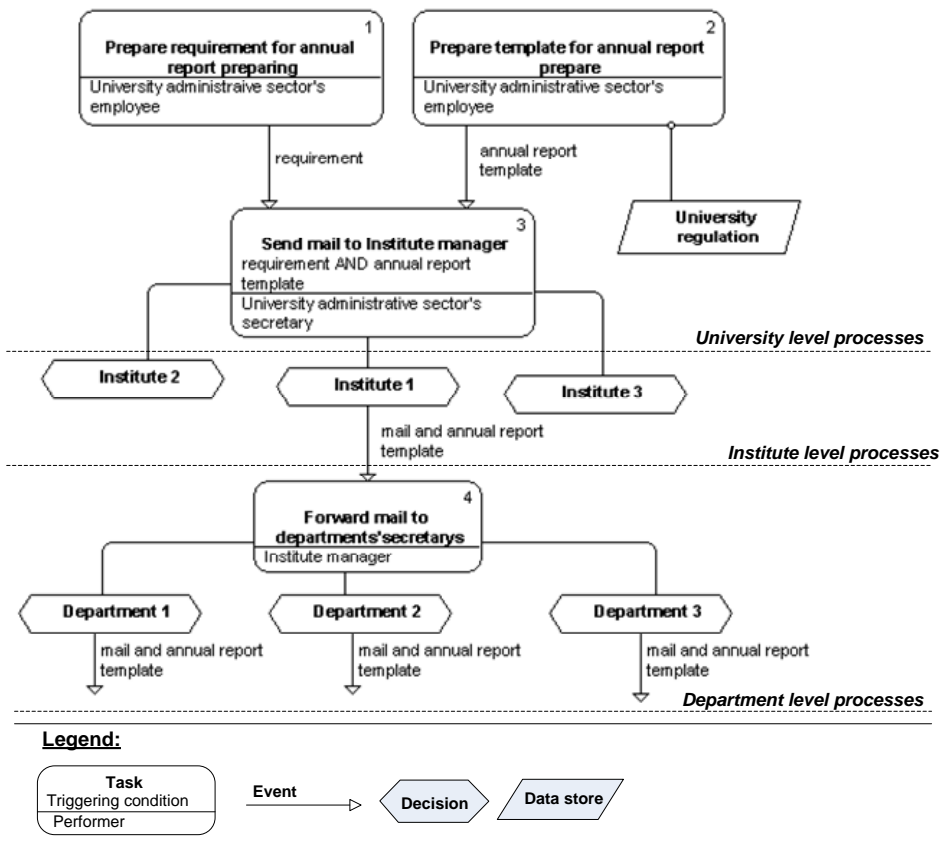 1
Prepare requirement for annual
report preparing
University administraive sector's
employee
2
Prepare template for annual report
prepare
University administrative sector's
employee
requirement
annual report
template
University
regulation
3
Send mail to Institute manager
requirement AND annual report
template
University administrative sector's
secretary
University level processes
Institute 2
Institute 1
Institute 3
mail and annual report
template
Institute level processes
4
Forward mail to
departments'secretarys
Institute manager
Department 1
Department 2
Department 3
mail and annual report
template
mail and annual report
template
mail and annual report
template
Department level processes
Legend:
Task
Triggering condition
Performer
Event
Decision
Data store